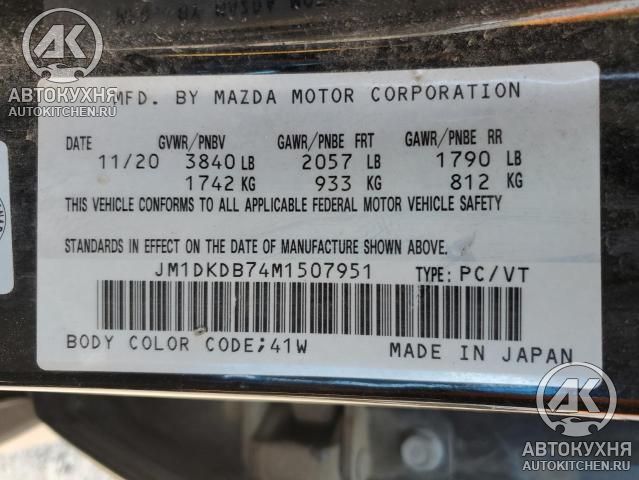 AK
АВТОКУХНЯ
AUTOKITCHEN.RU
MFD. BY MAZDA MOTOR CORPORATION
DATE GVWR/PNBV GAWR/PNBE FRT GAWR/PNBE RR
11/20 3840 LB 2057 LB 1790 LB
1742 KG 933 KG 812 KG
THIS VEHICLE CONFORMS TO ALL APPLICABLE FEDERAL MOTOR VEHICLE SAFETY
STANDARDS IN EFFECT ON THE DATE OF MANUFACTURE SHOWN ABOVE.
JM1DKDB74M1507951 TYPE: PC/VT
BODY COLOR CODE;41W MADE IN JAPAN
AK
АВТОКУХНЯ
AUTOKITCHEN.RU